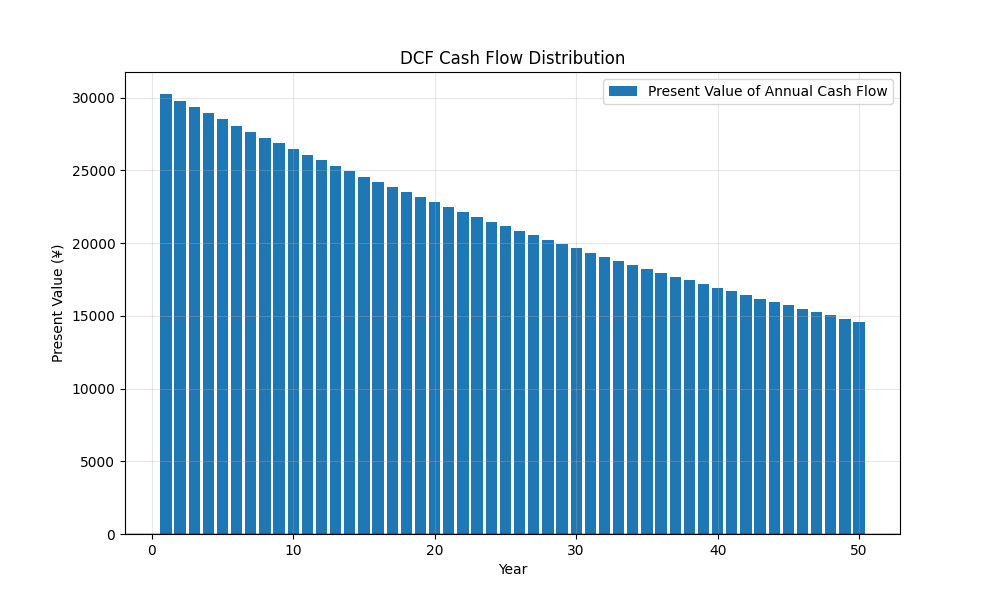 DCF Cash Flow Distribution
Present Value of Annual Cash Flow
Present Value (¥)
30000
25000
20000
15000
10000
5000
0
0 10 20 30 40 50
Year